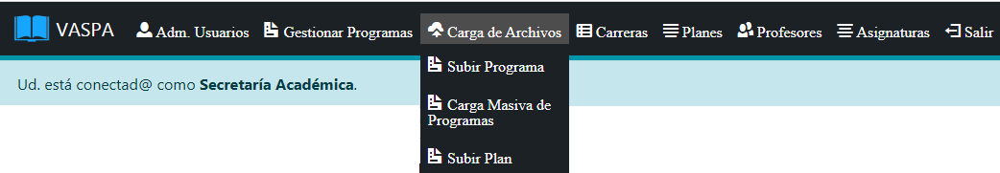 VASPA Adm. Usuarios Gestionar Programas Carga de Archivos Carreras Planes Profesores Asignaturas Salir
Subir Programa
Ud. está conectad@ como Secretaría Académica.
Carga Masiva de
Programas
Subir Plan